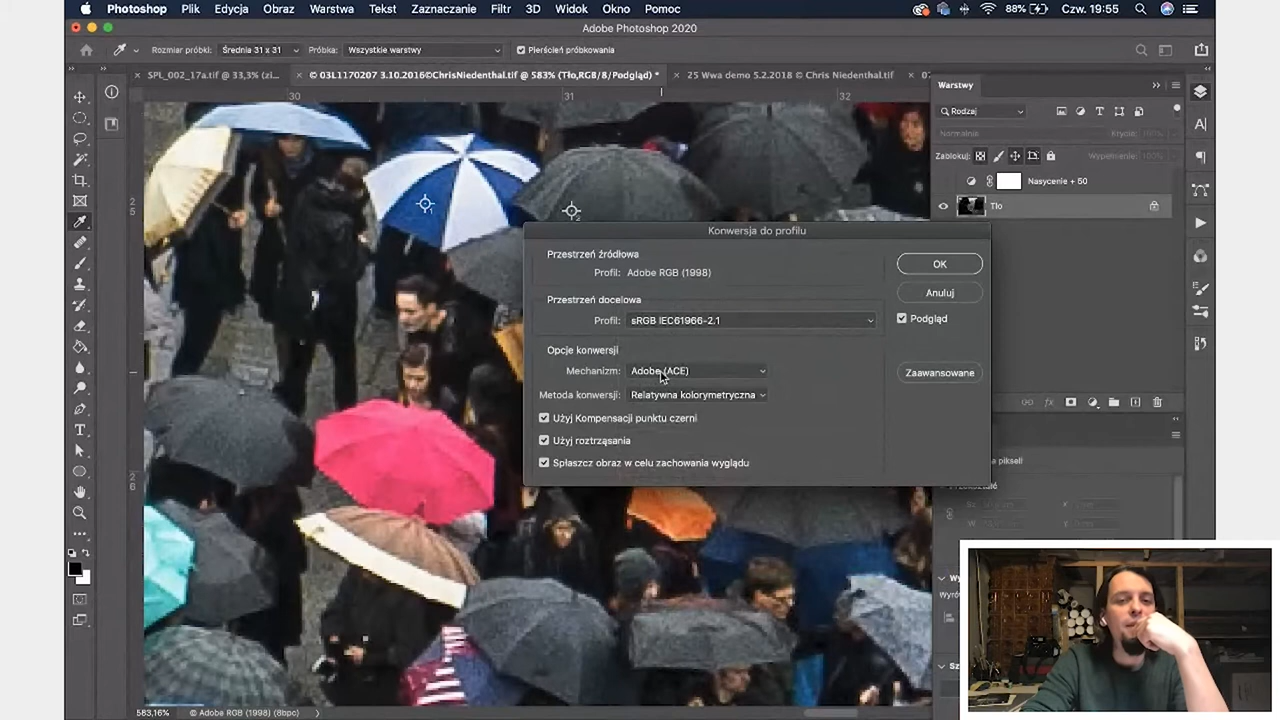 Photoshop Plik Edycja Obraz Warstwa Tekst Zaznaczanie Filtr 3D Widok Okno Pomoc 88% Czw. 19:55
Adobe Photoshop 2020
Rozmiar próbki: Średnia 31 x 31 Próbka: Wszystkie warstwy Pierścień próbkowania
SPL_002_17a.tif @ 33,3% (zi... © 03L1170207 3.10.2016©ChrisNiedenthal.tif @ 583% (Tło,RGB/8/Podgląd) * 25 Wwa demo 5.2.2018 © Chris Niedenthal.tif
Warstwy
30 31 32
Rodzaj
Normalnie Krycie: 100%
Zablokuj: Wypełnienie: 100%
Nasycenie + 50
Tło
Konwersja do profilu
Przestrzeń źródłowa
Profil: Adobe RGB (1998)
OK
Anuluj
Przestrzeń docelowa
Profil: sRGB IEC61966-2.1
Podgląd
Opcje konwersji
Mechanizm: Adobe (ACE)
Zaawansowane
Metoda konwersji: Relatywna kolorymetryczna
Użyj Kompensacji punktu czerni
Użyj roztrząsania
Spłaszcz obraz w celu zachowania wyglądu
583,16% © Adobe RGB (1998) (8bpc)